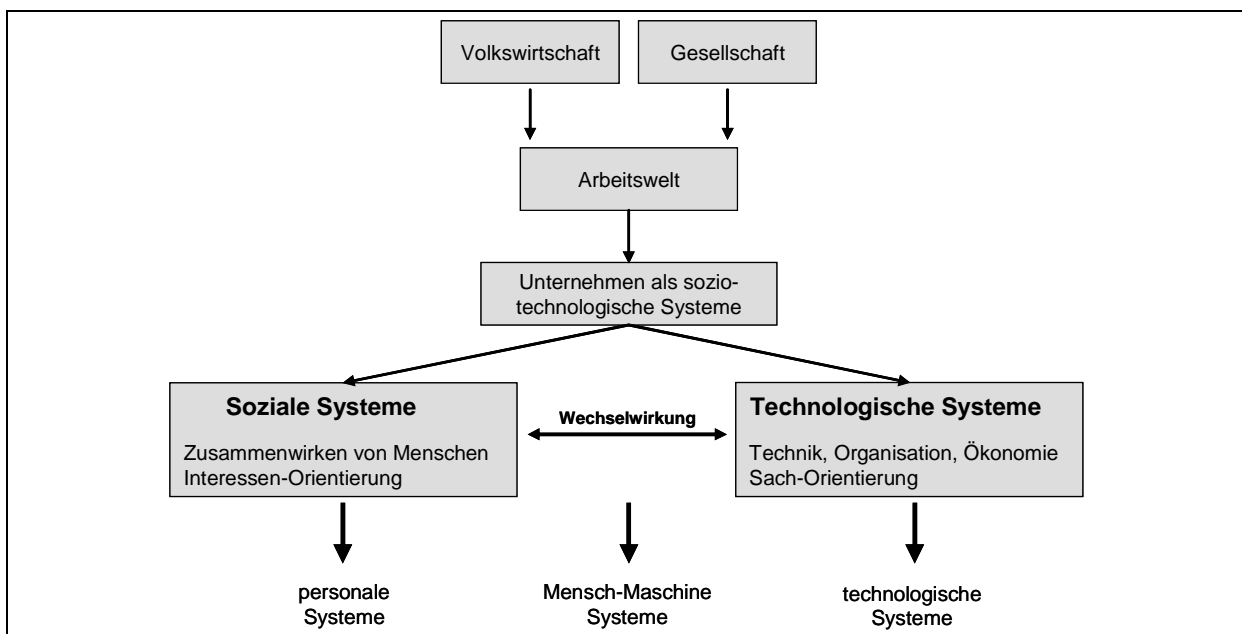 Volkswirtschaft
Gesellschaft
Arbeitswelt
Unternehmen als sozio-
technologische Systeme
Soziale Systeme
Zusammenwirken von Menschen
Interessen-Orientierung
Wechselwirkung
Technologische Systeme
Technik, Organisation, Ökonomie
Sach-Orientierung
personale
Systeme
Mensch-Maschine
Systeme
technologische
Systeme